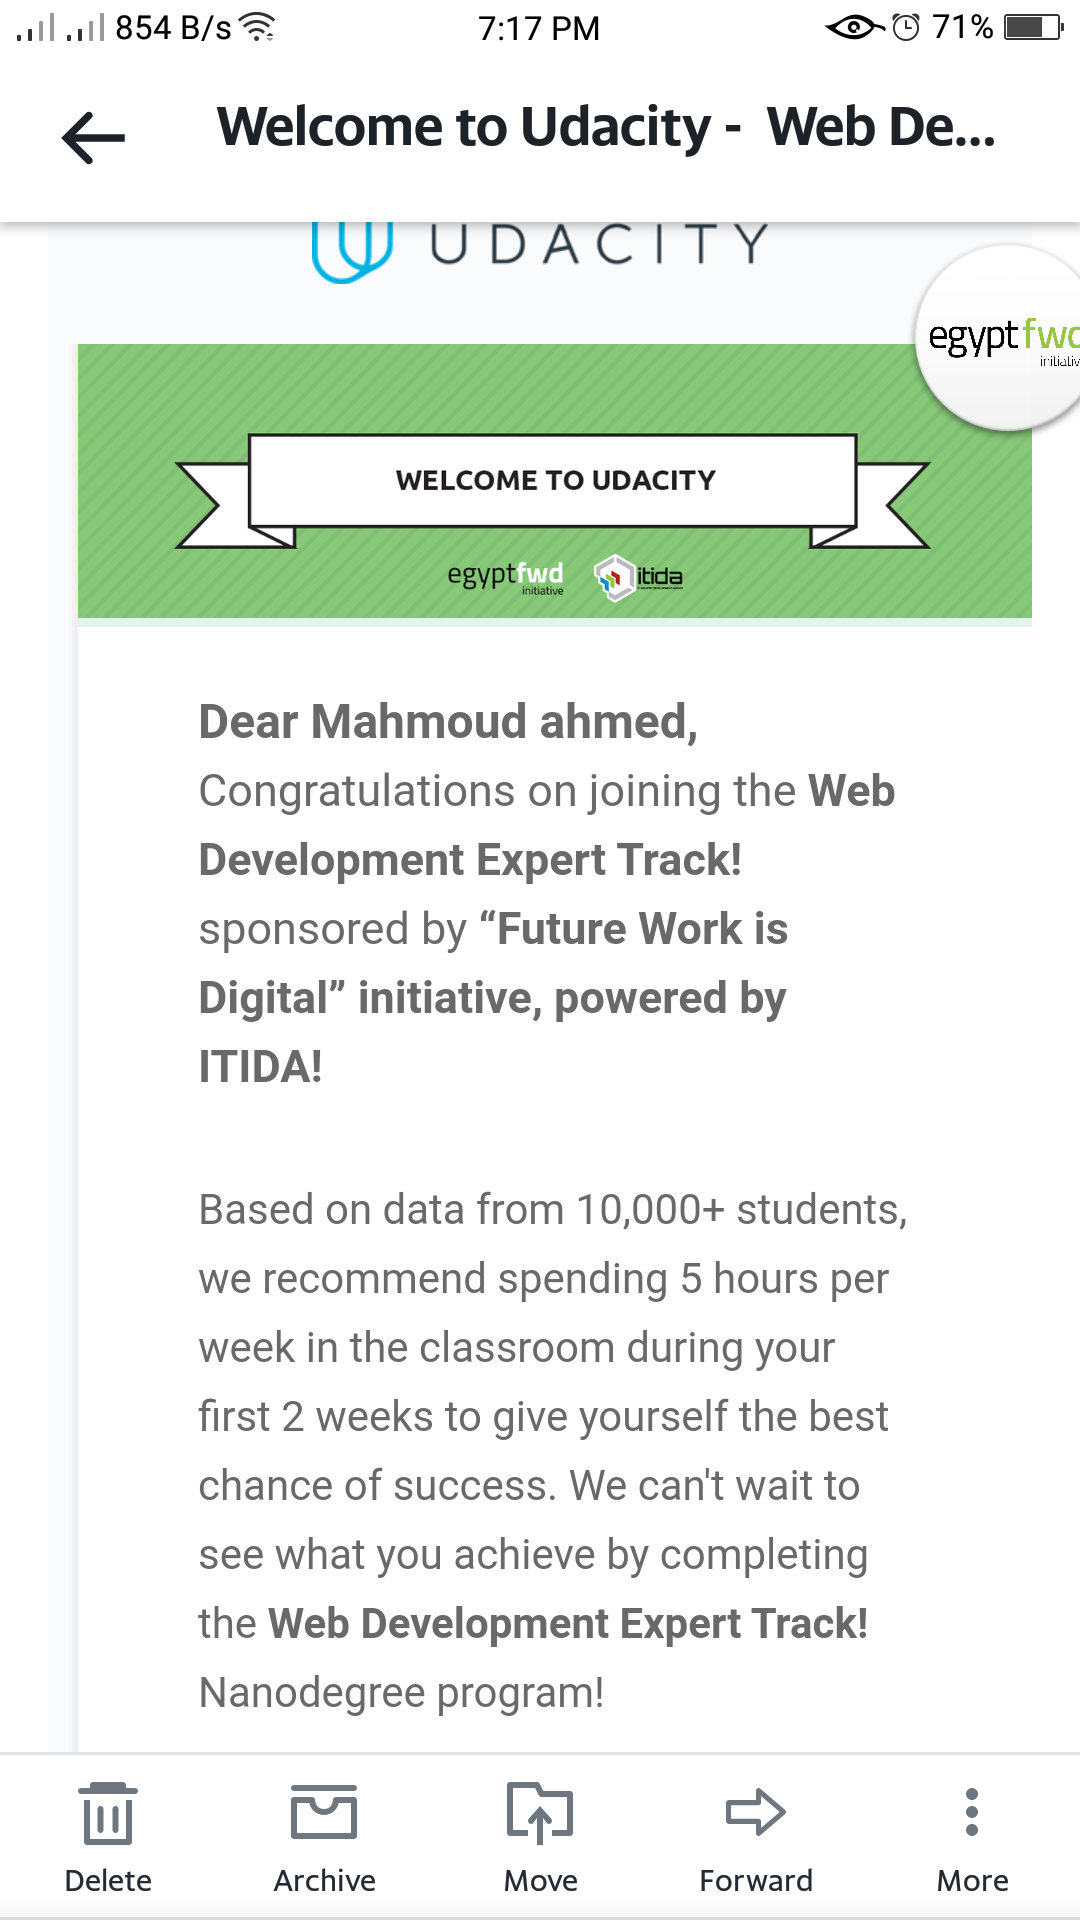 854 B/s 7:17 PM 71%
Welcome to Udacity - Web De...
UDACITY
egyptfwd
initiativ
WELCOME TO UDACITY
egyptfwd
initiative
itida
Dear Mahmoud ahmed,
Congratulations on joining the Web
Development Expert Track!
sponsored by “Future Work is
Digital” initiative, powered by
ITIDA!
Based on data from 10,000+ students,
we recommend spending 5 hours per
week in the classroom during your
first 2 weeks to give yourself the best
chance of success. We can't wait to
see what you achieve by completing
the Web Development Expert Track!
Nanodegree program!
Delete Archive Move Forward More